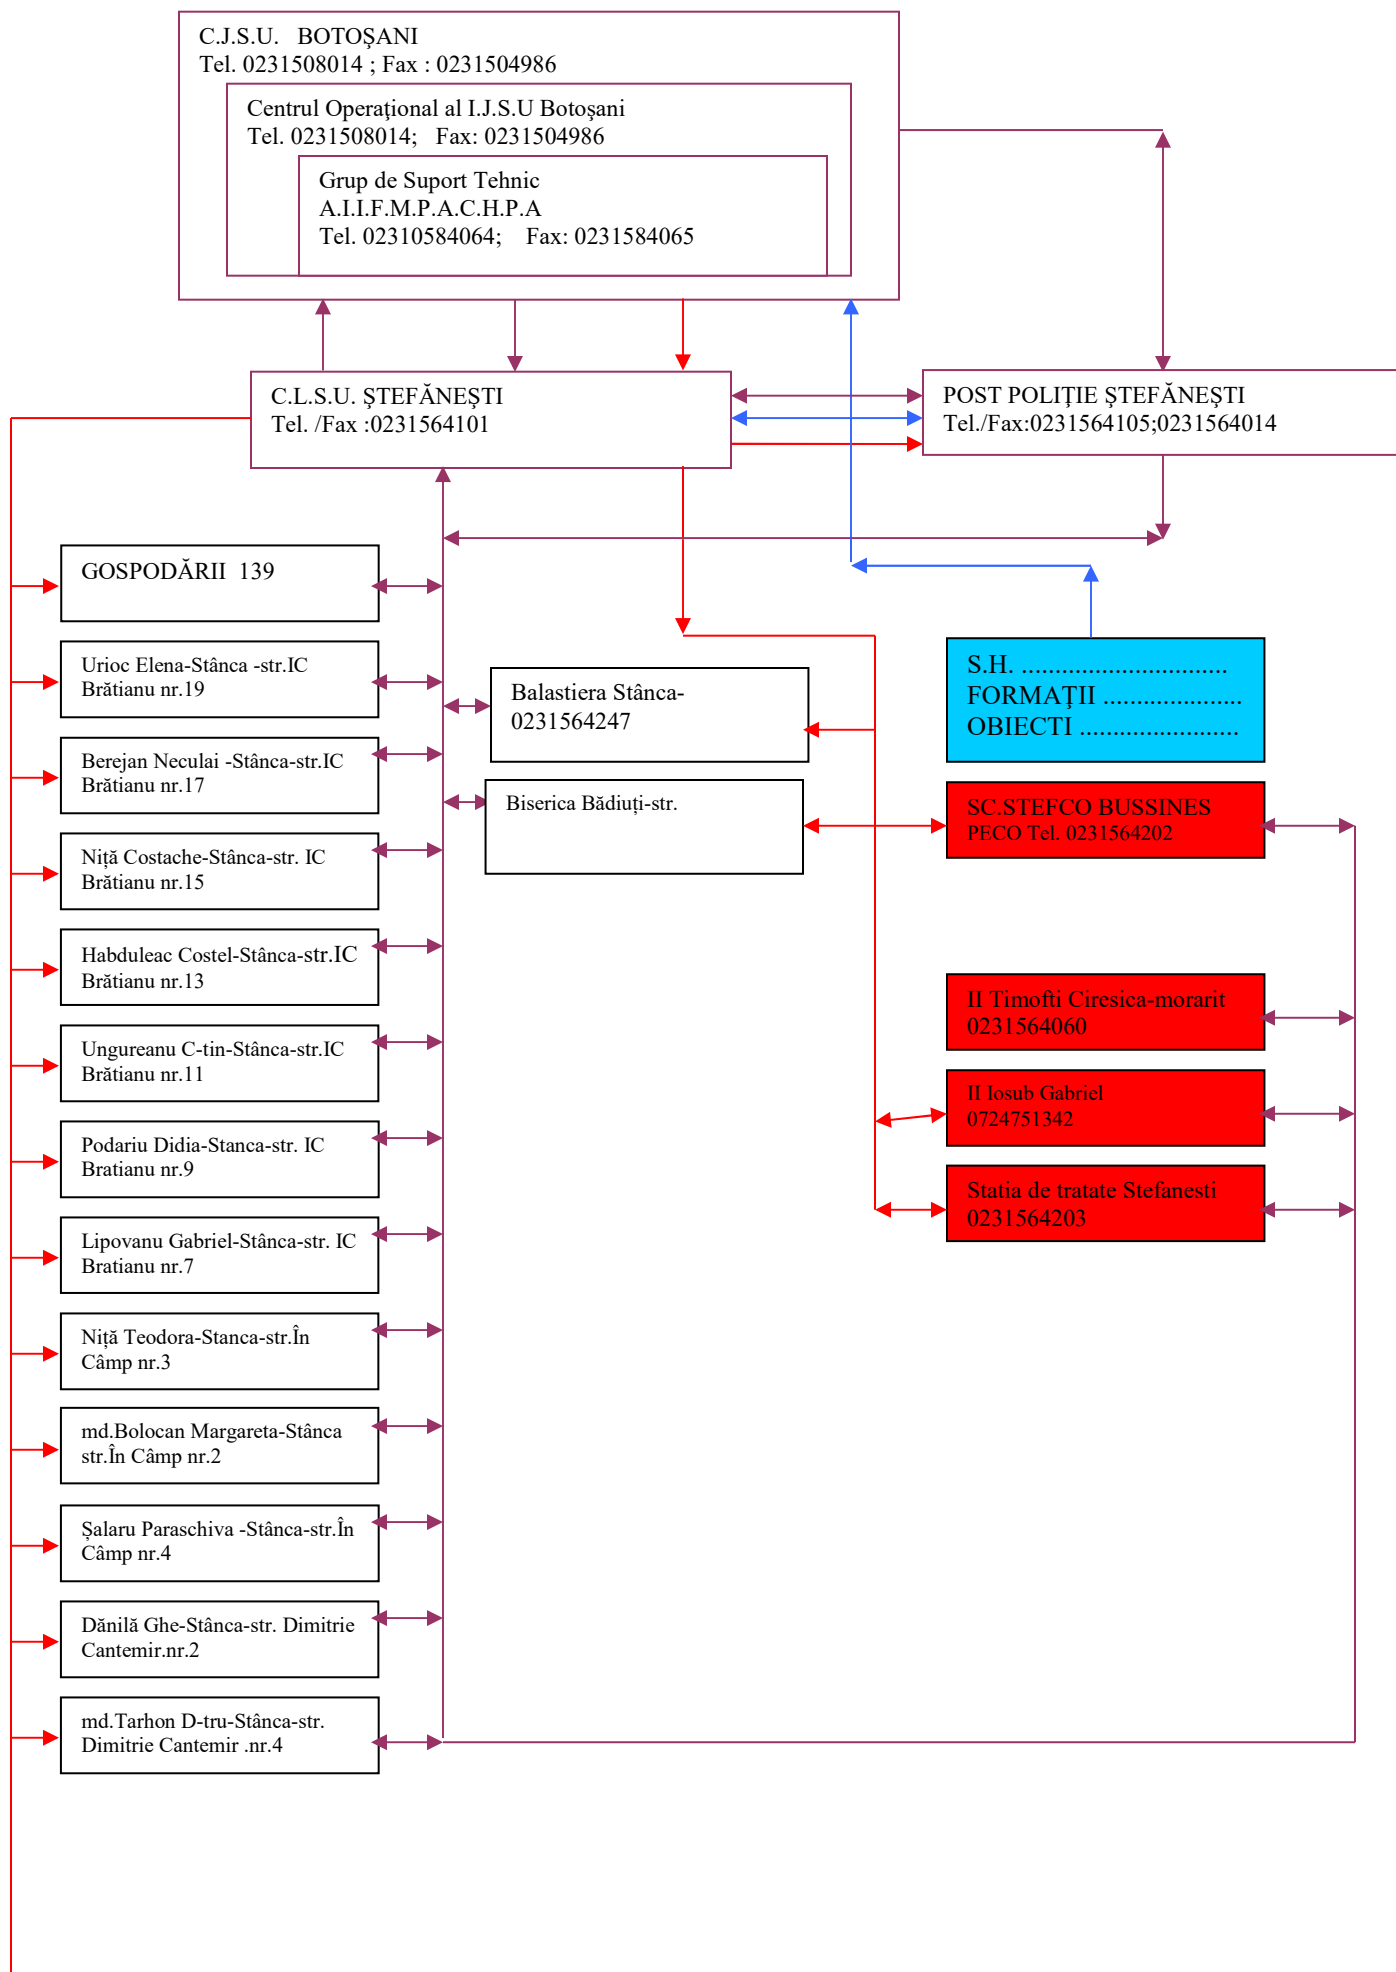 C.J.S.U. BOTOŞANI
Tel. 0231508014 ; Fax : 0231504986
Centrul Operaţional al I.J.S.U Botoşani
Tel. 0231508014; Fax: 0231504986
Grup de Suport Tehnic
A.I.I.F.M.P.A.C.H.P.A
Tel. 02310584064; Fax: 0231584065
C.L.S.U. ŞTEFĂNEŞTI
Tel. /Fax :0231564101
POST POLIŢIE ŞTEFĂNEŞTI
Tel./Fax:0231564105;0231564014
GOSPODĂRII 139
Urioc Elena-Stânca -str.IC
Brătianu nr.19
Berejan Neculai -Stânca-str.IC
Brătianu nr.17
Niță Costache-Stânca-str. IC
Brătianu nr.15
Habduleac Costel-Stânca-str.IC
Brătianu nr.13
Ungureanu C-tin-Stânca-str.IC
Brătianu nr.11
Podariu Didia-Stanca-str. IC
Bratianu nr.9
Lipovanu Gabriel-Stânca-str. IC
Bratianu nr.7
Niță Teodora-Stanca-str.În
Câmp nr.3
md.Bolocan Margareta-Stânca
str.În Câmp nr.2
Șalaru Paraschiva -Stânca-str.În
Câmp nr.4
Dănilă Ghe-Stânca-str. Dimitrie
Cantemir.nr.2
md.Tarhon D-tru-Stânca-str.
Dimitrie Cantemir .nr.4
Balastiera Stânca-
0231564247
Biserica Bădiuți-str.
S.H. ..............................
FORMAŢII .....................
OBIECTI .......................
SC.STEFCO BUSSINES
PECO Tel. 0231564202
II Timofti Ciresica-morarit
0231564060
II Iosub Gabriel
0724751342
Statia de tratate Stefanesti
0231564203